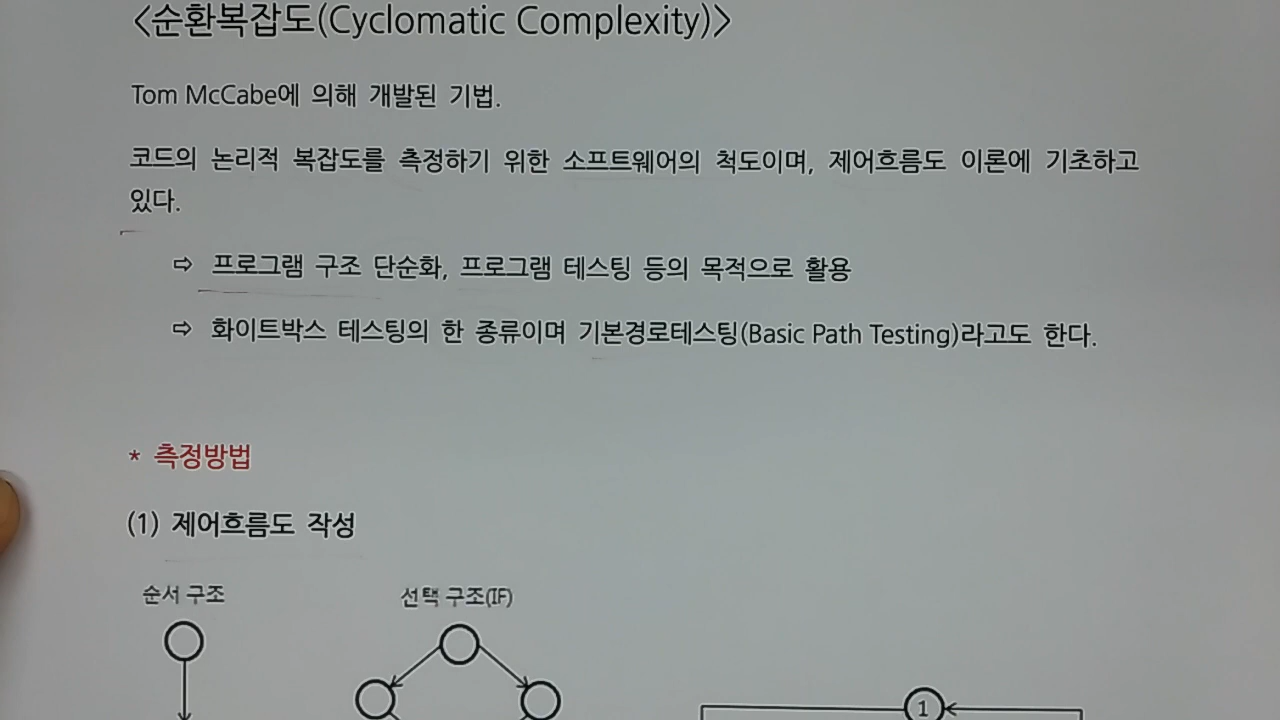 <순환복잡도(Cyclomatic Complexity)>
Tom McCabe에 의해 개발된 기법.
코드의 논리적 복잡도를 측정하기 위한 소프트웨어의 척도이며, 제어흐름도 이론에 기초하고
있다.
⇨ 프로그램 구조 단순화, 프로그램 테스팅 등의 목적으로 활용
⇨ 화이트박스 테스팅의 한 종류이며 기본경로테스팅(Basic Path Testing)라고도 한다.
* 측정방법
(1) 제어흐름도 작성
순서 구조 선택 구조(IF)
1